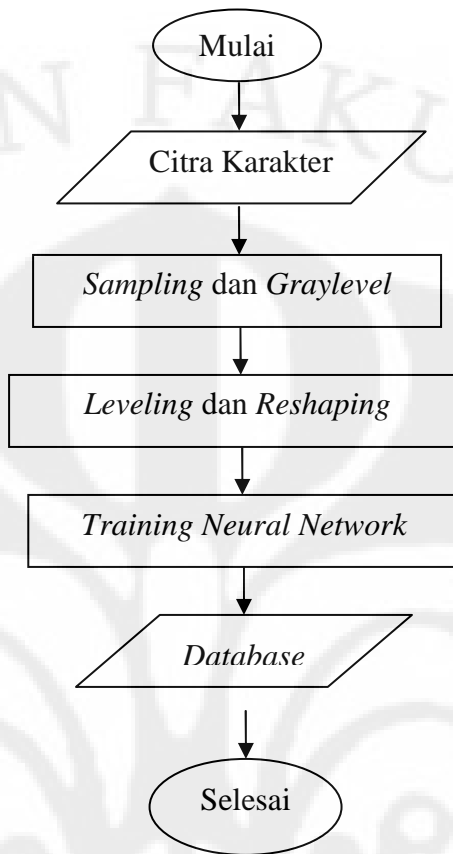 Mulai
Citra Karakter
Sampling dan Graylevel
Leveling dan Reshaping
Training Neural Network
Database
Selesai